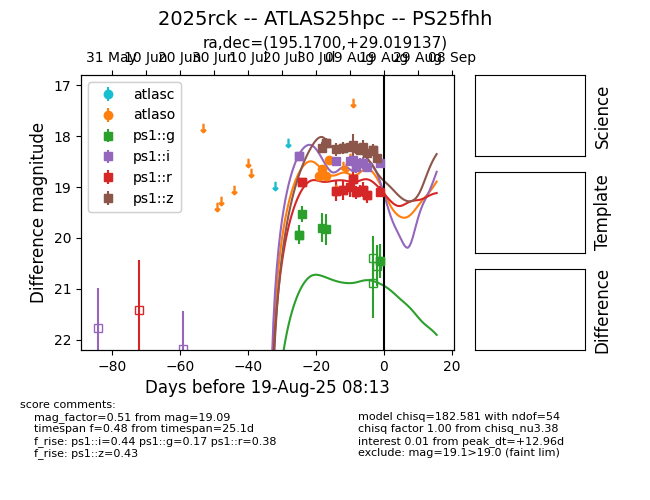 2025rck -- ATLAS25hpc -- PS25fhh
ra,dec=(195.1700,+29.019137)
31 May 10 Jun 20 Jun 30 Jun 10 Jul 20 Jul 30 Jul 09 Aug 19 Aug 29 Aug 08 Sep
17
18
19
20
21
22
Difference magnitude
atlasc
atlaso
ps1::g
ps1::i
ps1::r
ps1::z
−80 −60 −40 −20 0 20
Days before 19-Aug-25 08:13
Science
Template
Difference
score comments:
mag_factor=0.51 from mag=19.09
timespan f=0.48 from timespan=25.1d
f_rise: ps1::i=0.44 ps1::g=0.17 ps1::r=0.38
f_rise: ps1::z=0.43
model chisq=182.581 with ndof=54
chisq factor 1.00 from chisq_nu3.38
interest 0.01 from peak_dt=+12.96d
exclude: mag=19.1>19.0 (faint lim)